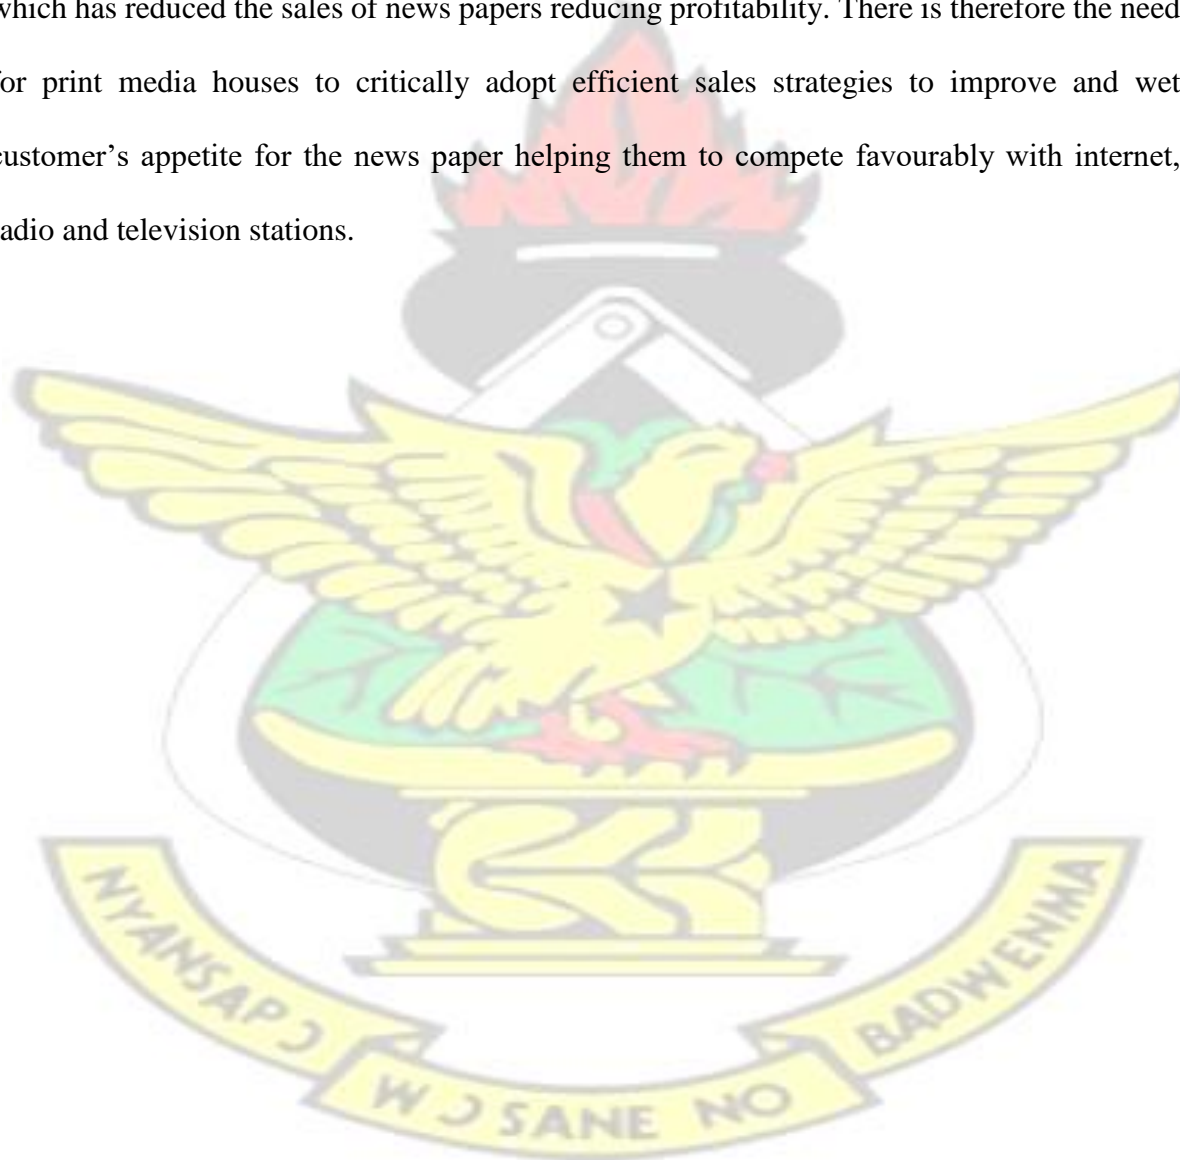 which has reduced the sales of news papers reducing profitability. There is therefore the need
for print media houses to critically adopt efficient sales strategies to improve and wet
customer’s appetite for the news paper helping them to compete favourably with internet,
radio and television stations.
NYANSAPƆ
WƆSANE NO
BADWENMA